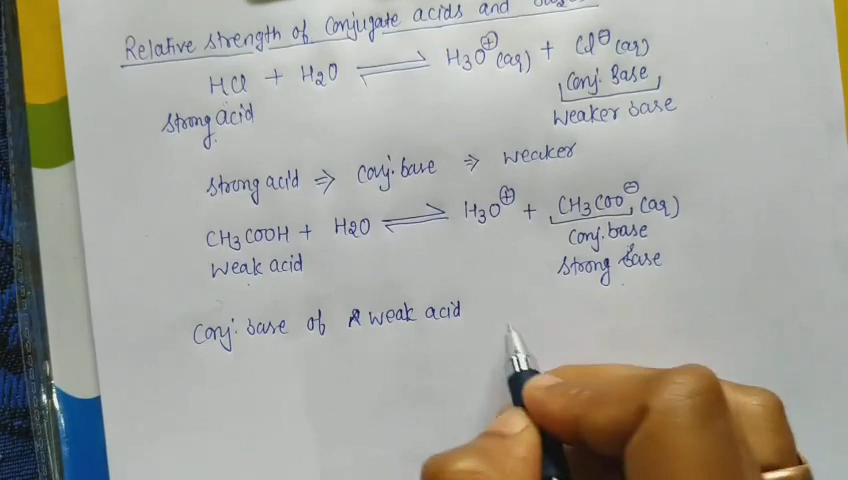 Relative strength of conjugate acids and
HCl + H2O ⇌ H3O⊕(aq) + Cl⊖(aq)
strong acid
Conj. Base
Weaker base
strong acid ⇒ Conj. base ⇒ weaker
CH3COOH + H2O ⇌ H3O⊕ + CH3COO⊖(aq)
Weak acid
Conj. base
strong base
Conj. base of weak acid